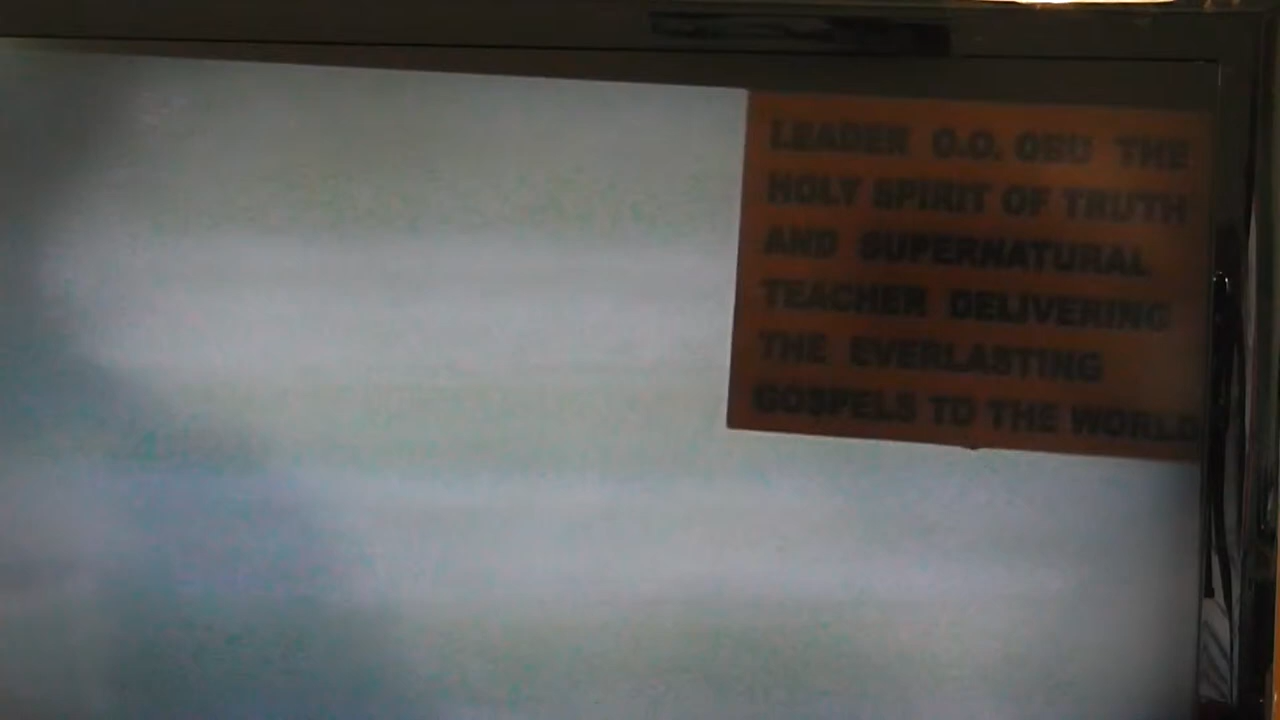 LEADER O.O. OBU THE
HOLY SPIRIT OF TRUTH
AND SUPERNATURAL
TEACHER DELIVERING
THE EVERLASTING
GOSPELS TO THE WORLD